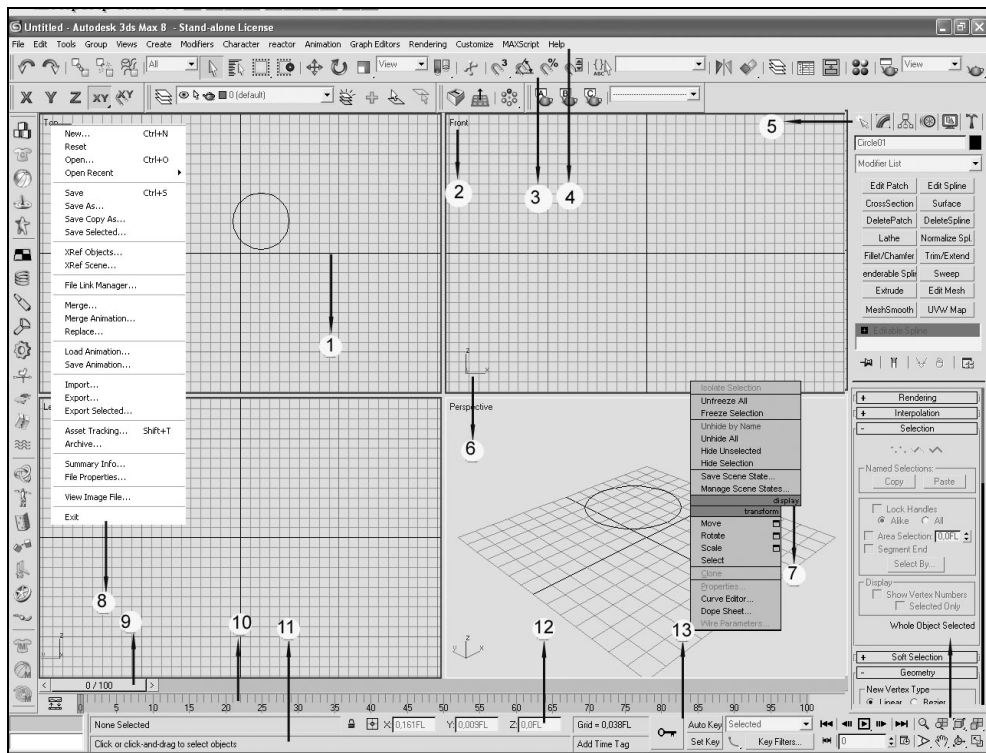 Untitled - Autodesk 3ds Max 8 - Stand-alone License
File Edit Tools Group Views Create Modifiers Character reactor Animation Graph Editors Rendering Customize MAXScript Help
All
View
3
%
ABC
View
X Y Z XY
0 (default)
A B C
Top
New... Ctrl+N
Reset
Open... Ctrl+O
Open Recent
Save Ctrl+S
Save As...
Save Copy As...
Save Selected...
XRef Objects...
XRef Scene...
File Link Manager...
Merge...
Merge Animation...
Replace...
Load Animation...
Save Animation...
Import...
Export...
Export Selected...
Asset Tracking... Shift+T
Archive...
Summary Info...
File Properties...
View Image File...
Exit
Front
1
2
3
4
5
Circle01
Modifier List
Edit Patch Edit Spline
CrossSection Surface
DeletePatch DeleteSpline
Lathe Normalize Spl.
Fillet/Chamfer Trim/Extend
enderable Splin Sweep
Extrude Edit Mesh
MeshSmooth UVW Map
Editable Spline
z
x
6
Le
Perspective
Isolate Selection
Unfreeze All
Freeze Selection
Unhide by Name
Unhide All
Hide Unselected
Hide Selection
Save Scene State...
Manage Scene States...
display
transform
Move
Rotate
Scale
Select
Clone
Properties...
Curve Editor...
Dope Sheet...
Wire Parameters...
7
+ Rendering
+ Interpolation
- Selection
Named Selections:
Copy Paste
Lock Handles
Alike All
Area Selection: 0,0FL
Segment End
Select By...
Display
Show Vertex Numbers
Selected Only
Whole Object Selected
+ Soft Selection
- Geometry
New Vertex Type
Linear Bezier
8
9
10
11
12
13
z
y
z
y x
< 0 / 100 >
0 5 10 15 20 25 30 35 40 45 50 55 60 65 70 75 80 85 90 95 100
None Selected
X: 0,161FL Y: 0,009FL Z: 0,0FL
Grid = 0,038FL
Auto Key Selected
Click or click-and-drag to select objects
Add Time Tag
Set Key Key Filters...
0